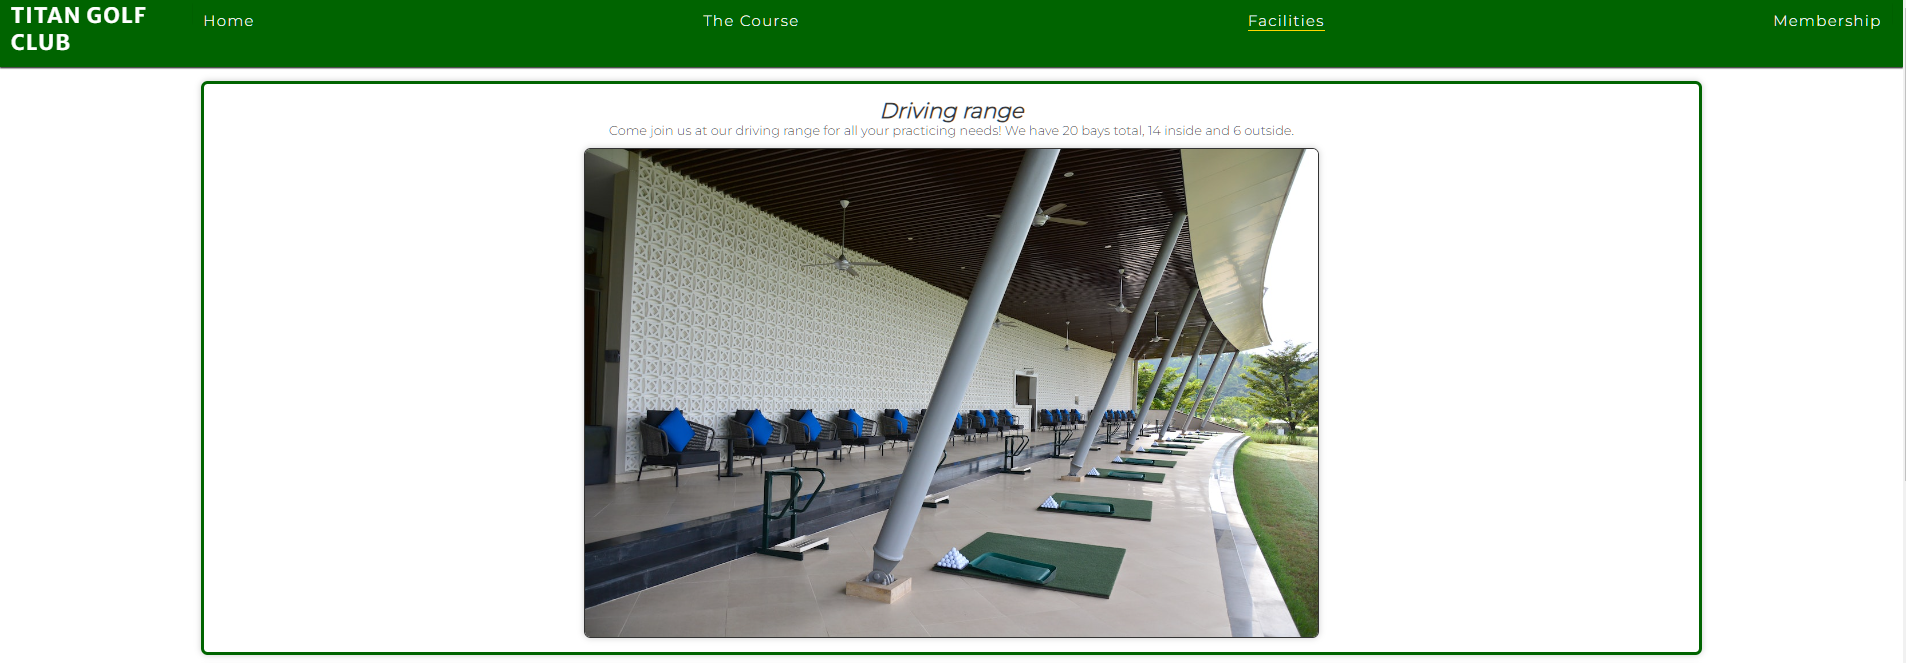 TITAN GOLF
CLUB
Home
The Course
Facilities
Membership
Driving range
Come join us at our driving range for all your practicing needs! We have 20 bays total, 14 inside and 6 outside.